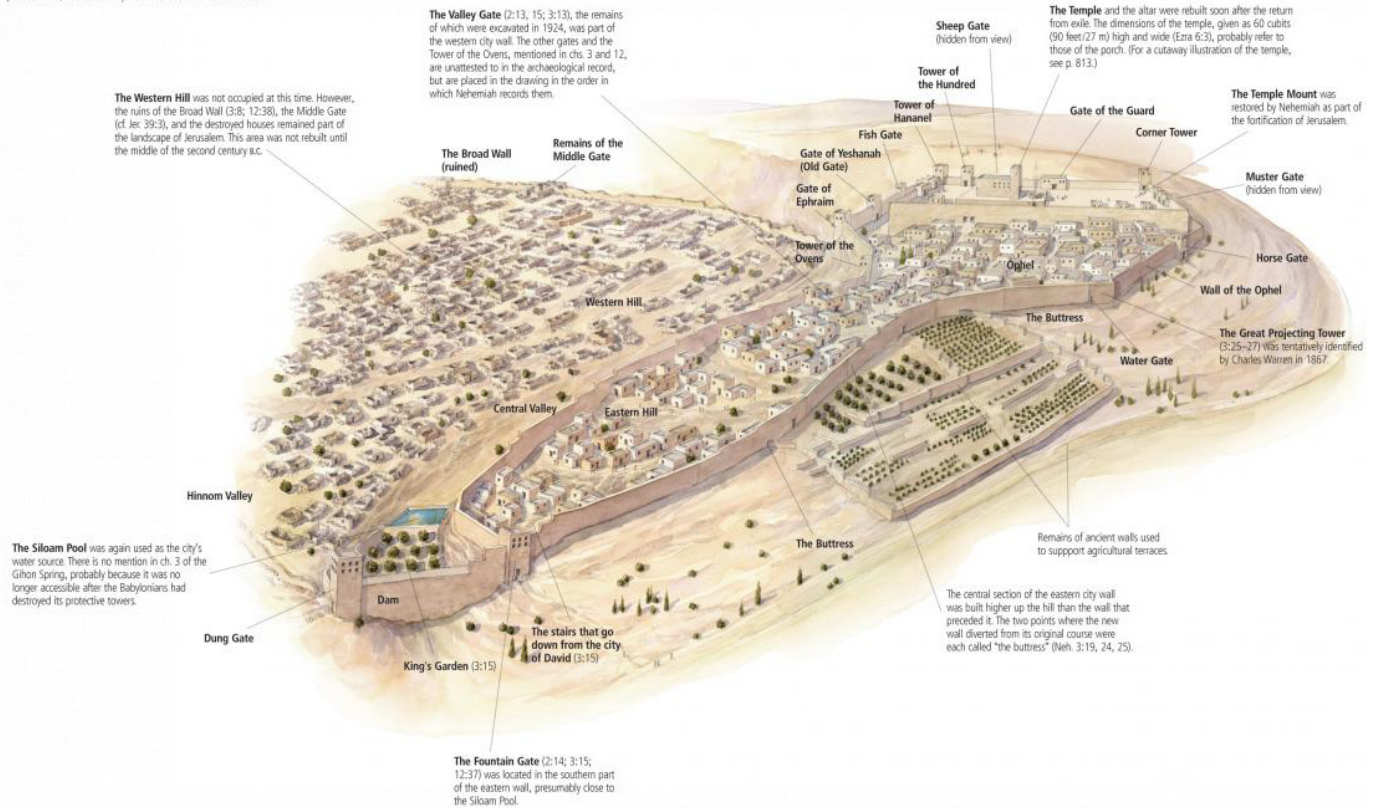 The Valley Gate (2:13, 15; 3:13), the remains
of which were excavated in 1924, was part of
the western city wall. The other gates and the
Tower of the Ovens, mentioned in chs. 3 and 12,
are unattested to in the archaeological record,
but are placed in the drawing in the order in
which Nehemiah records them.
Sheep Gate
(hidden from view)
The Temple and the altar were rebuilt soon after the return
from exile. The dimensions of the temple, given as 60 cubits
(90 feet/27 m) high and wide (Ezra 6:3), probably refer to
those of the porch. (For a cutaway illustration of the temple,
see p. 813.)
The Western Hill was not occupied at this time. However,
the ruins of the Broad Wall (3:8; 12:38), the Middle Gate
(cf. Jer. 39:3), and the destroyed houses remained part of
the landscape of Jerusalem. This area was not rebuilt until
the middle of the second century B.C.
Tower of
the Hundred
Tower of
Hananel
Gate of the Guard
The Temple Mount was
restored by Nehemiah as part of
the fortification of Jerusalem.
Fish Gate
Corner Tower
The Broad Wall
(ruined)
Remains of the
Middle Gate
Gate of Yeshanah
(Old Gate)
Muster Gate
(hidden from view)
Gate of
Ephraim
Tower of the
Ovens
Ophel
Horse Gate
Wall of the Ophel
Western Hill
The Buttress
The Great Projecting Tower
(3:25–27) was tentatively identified
by Charles Warren in 1867.
Water Gate
Central Valley
Eastern Hill
Hinnom Valley
The Siloam Pool was again used as the city's
water source. There is no mention in ch. 3 of the
Gihon Spring, probably because it was no
longer accessible after the Babylonians had
destroyed its protective towers.
The Buttress
Remains of ancient walls used
to suppport agricultural terraces.
Dam
The central section of the eastern city wall
was built higher up the hill than the wall that
preceded it. The two points where the new
wall diverted from its original course were
each called "the buttress" (Neh. 3:19, 24, 25).
Dung Gate
The stairs that go
down from the city
of David (3:15)
King's Garden (3:15)
The Fountain Gate (2:14; 3:15;
12:37) was located in the southern part
of the eastern wall, presumably close to
the Siloam Pool.